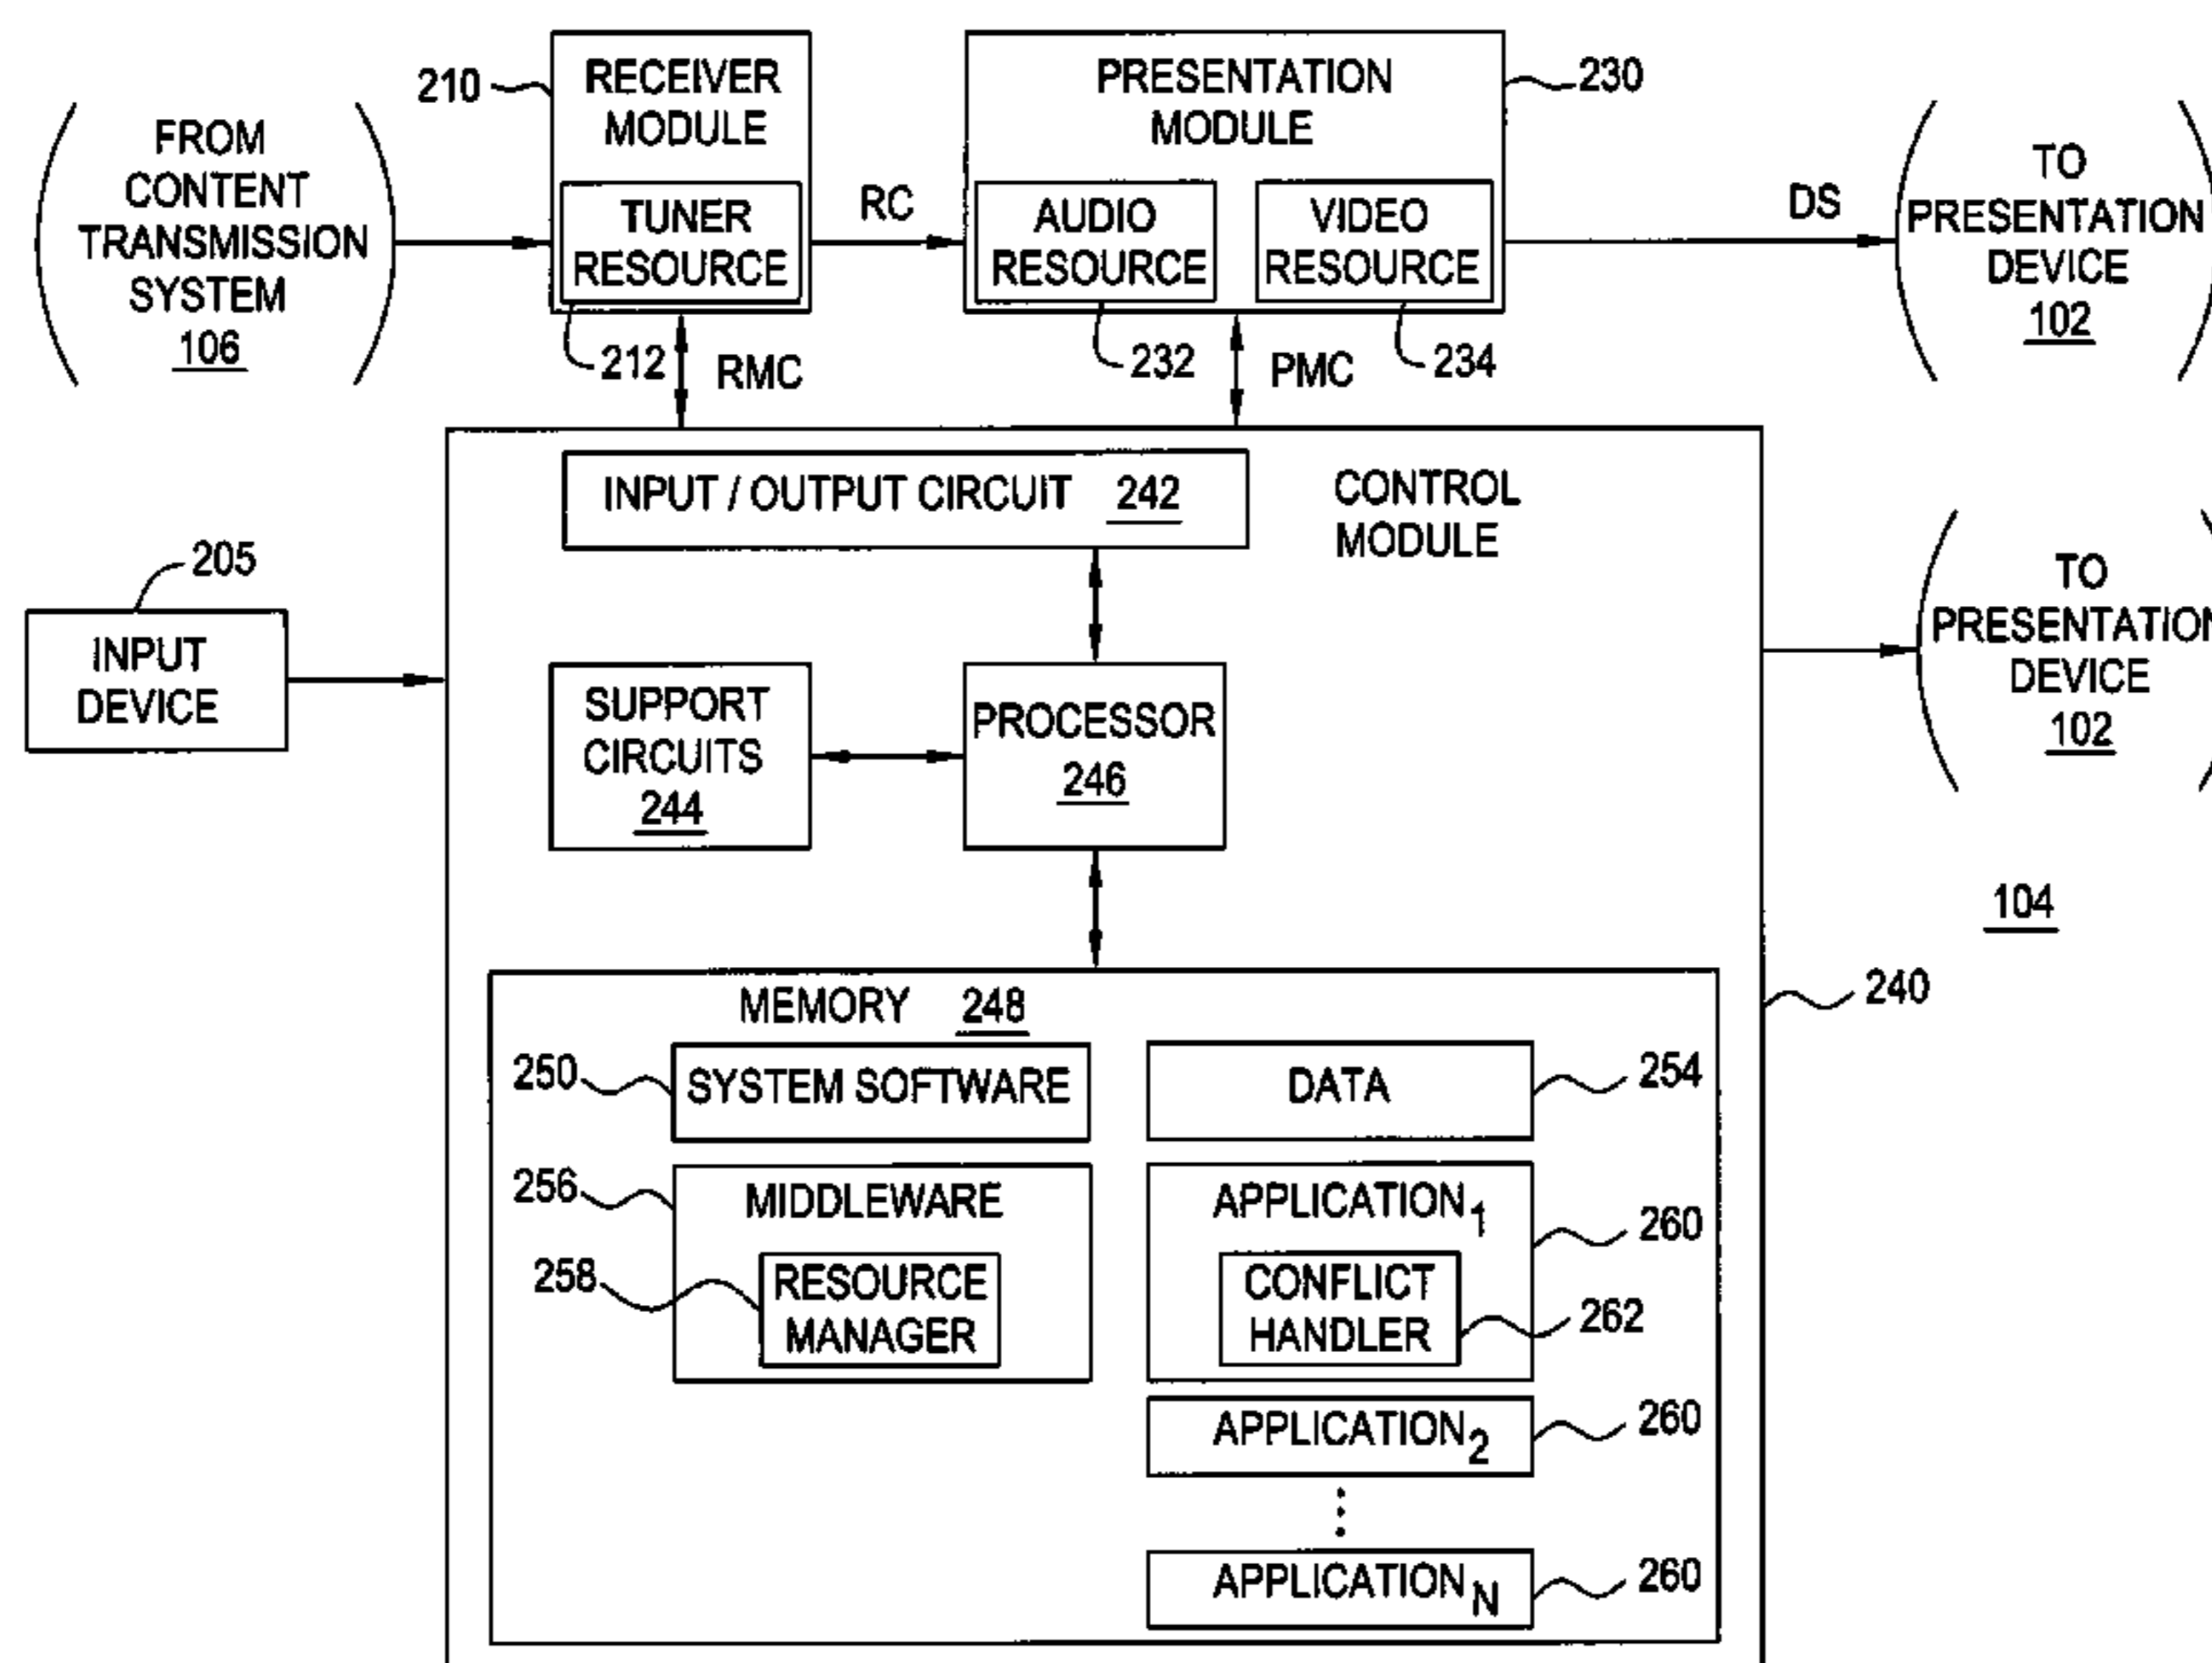 210
RECEIVER
MODULE
TUNER
RESOURCE
212
PRESENTATION
MODULE
230
AUDIO
RESOURCE
232
VIDEO
RESOURCE
234
FROM
CONTENT
TRANSMISSION
SYSTEM
106
RC
DS
TO
PRESENTATION
DEVICE
102
RMC
PMC
INPUT / OUTPUT CIRCUIT 242
CONTROL
MODULE
205
INPUT
DEVICE
SUPPORT
CIRCUITS
244
PROCESSOR
246
TO
PRESENTATION
DEVICE
102
104
240
MEMORY 248
250
SYSTEM SOFTWARE
DATA
254
256
MIDDLEWARE
258
RESOURCE
MANAGER
APPLICATION1
260
CONFLICT
HANDLER
262
APPLICATION2
260
APPLICATIONN
260